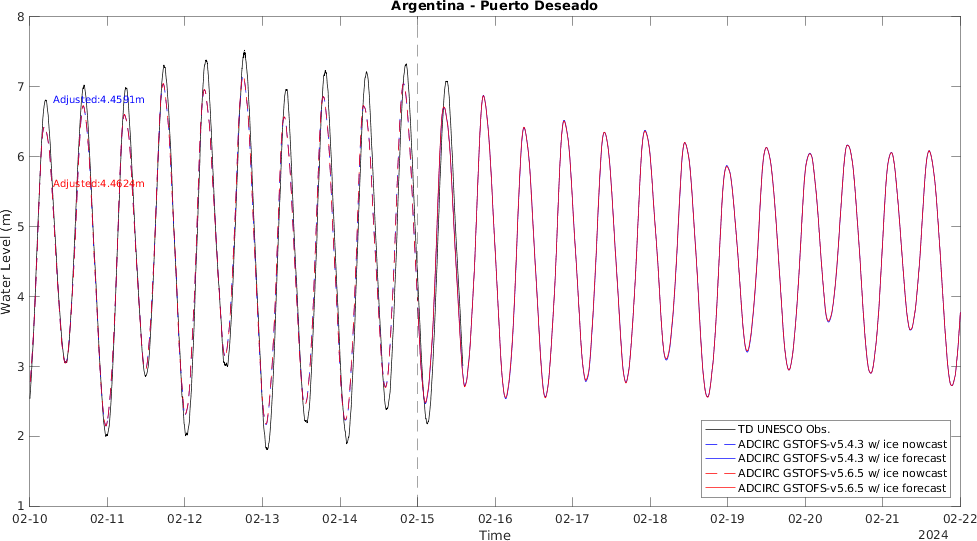 Argentina - Puerto Deseado
8
7
6
5
4
3
2
1
Water Level (m)
Adjusted:4.4591m
Adjusted:4.4624m
TD UNESCO Obs.
ADCIRC GSTOFS-v5.4.3 w/ ice nowcast
ADCIRC GSTOFS-v5.4.3 w/ ice forecast
ADCIRC GSTOFS-v5.6.5 w/ ice nowcast
ADCIRC GSTOFS-v5.6.5 w/ ice forecast
02-10 02-11 02-12 02-13 02-14 02-15 02-16 02-17 02-18 02-19 02-20 02-21 02-22
Time
2024